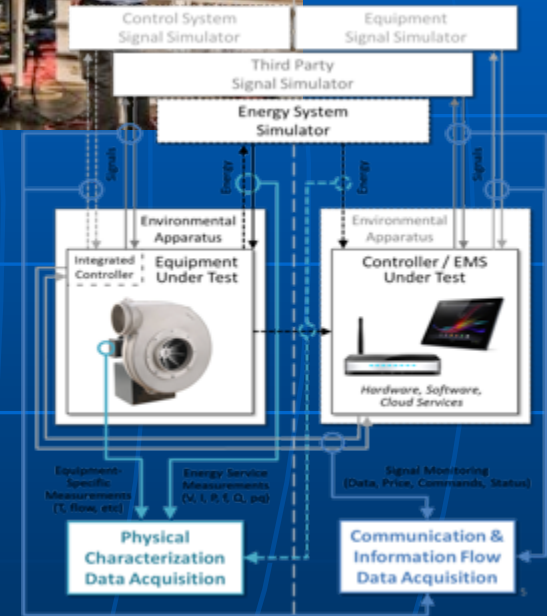 Control System
Signal Simulator
Equipment
Signal Simulator
Third Party
Signal Simulator
Energy System
Simulator
Signals
Energy
Energy
Signals
Environmental
Apparatus
Integrated
Controller
Equipment
Under Test
Environmental
Apparatus
Controller / EMS
Under Test
Hardware, Software,
Cloud Services
Equipment-
Specific
Measurements
(T, flow, etc)
Energy Service
Measurements
(V, I, P, f, Q, pq)
Signal Monitoring
(Data, Price, Commands, Status)
Physical
Characterization
Data Acquisition
Communication &
Information Flow
Data Acquisition
5